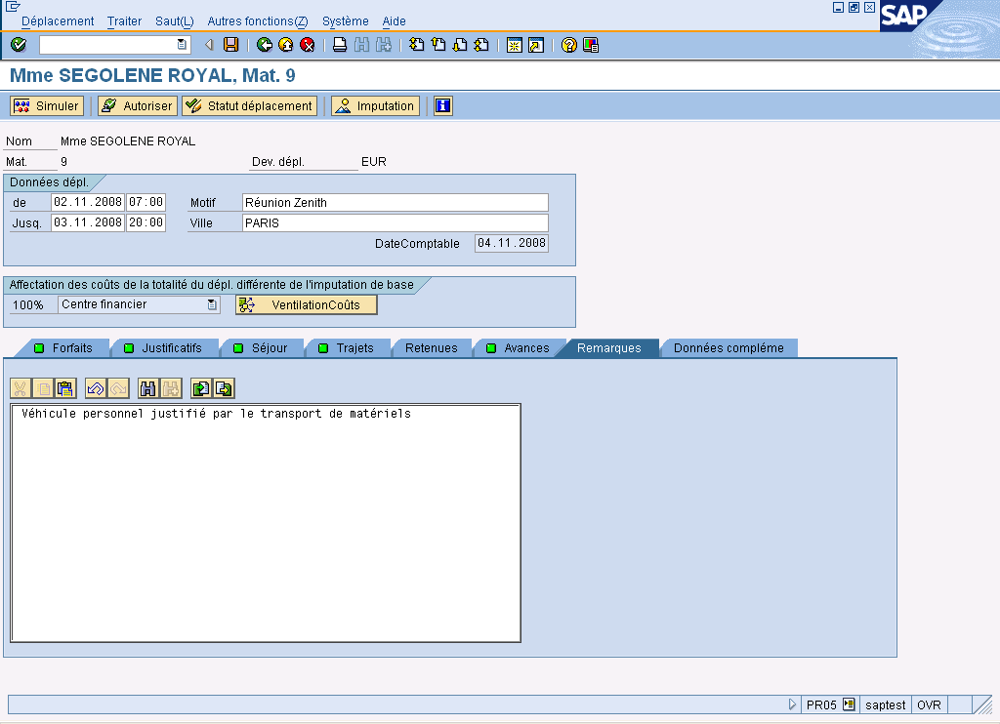 Déplacement Traiter Saut(L) Autres fonctions(Z) Système Aide
SAP
Mme SEGOLENE ROYAL, Mat. 9
Simuler Autoriser Statut déplacement Imputation
Nom Mme SEGOLENE ROYAL
Mat. 9 Dev. dépl. EUR
Données dépl.
de 02.11.2008 07:00 Motif Réunion Zenith
Jusq. 03.11.2008 20:00 Ville PARIS
DateComptable 04.11.2008
Affectation des coûts de la totalité du dépl. différente de l'imputation de base
100% Centre financier VentilationCoûts
Forfaits Justificatifs Séjour Trajets Retenues Avances Remarques Données compléme
Véhicule personnel justifié par le transport de matériels
PR05 saptest OVR